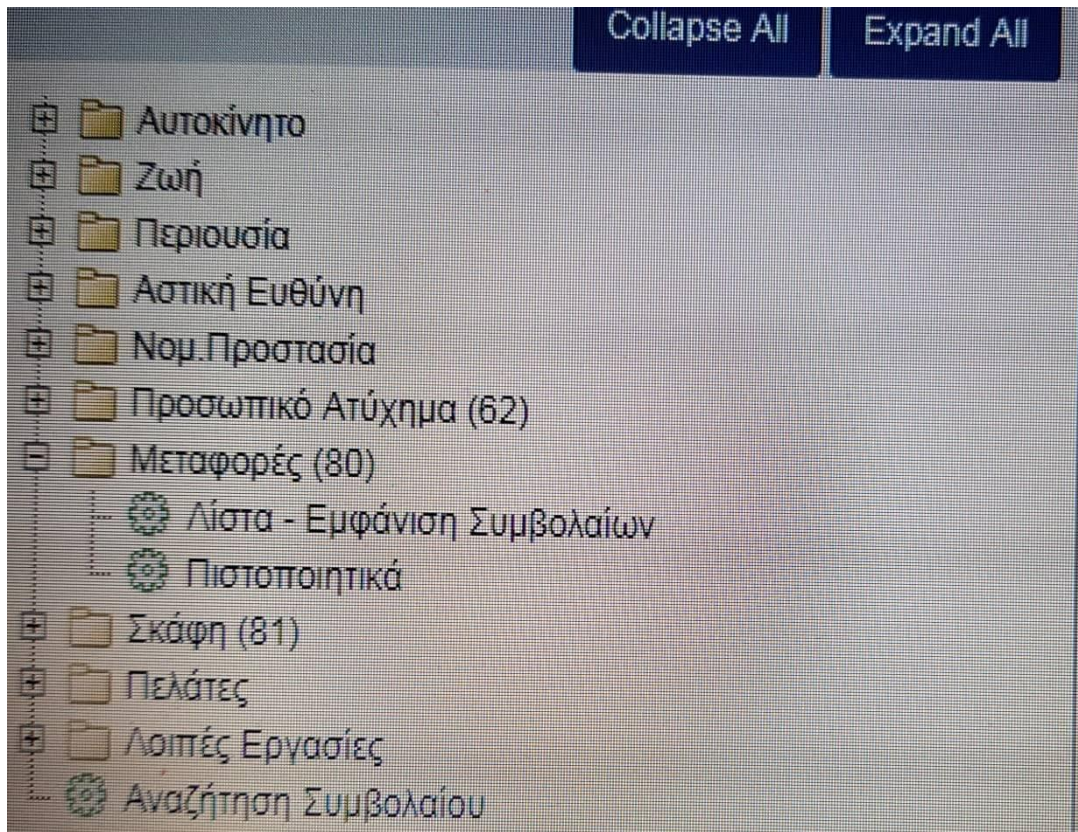 Collapse All Expand All
Αυτοκίνητο
Ζωή
Περιουσία
Αστική Ευθύνη
Νομ.Προστασία
Προσωπικό Ατύχημα (62)
Μεταφορές (80)
Λίστα - Εμφάνιση Συμβολαίων
Πιστοποιητικά
Σκάφη (81)
Πελάτες
Λοιπές Εργασίες
Αναζήτηση Συμβολαίου